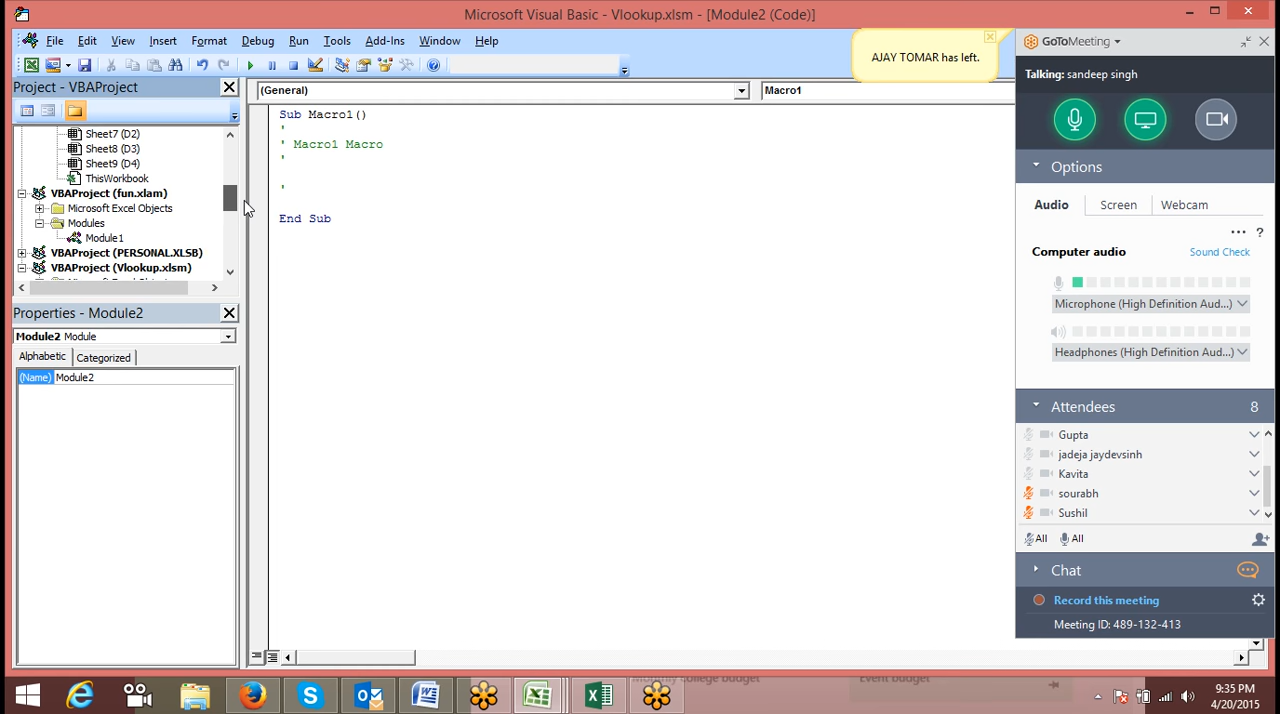 Microsoft Visual Basic - Vlookup.xlsm - [Module2 (Code)]
File Edit View Insert Format Debug Run Tools Add-Ins Window Help
AJAY TOMAR has left.
GoToMeeting
Talking: sandeep singh
Project - VBAProject
(General)
Macro1
Sheet7 (D2)
Sheet8 (D3)
Sheet9 (D4)
ThisWorkbook
VBAProject (fun.xlam)
Microsoft Excel Objects
Modules
Module1
VBAProject (PERSONAL.XLSB)
VBAProject (Vlookup.xlsm)
Sub Macro1()
'
' Macro1 Macro
'
'
End Sub
Properties - Module2
Module2 Module
Alphabetic Categorized
(Name) Module2
Options
Audio Screen Webcam
... ?
Computer audio Sound Check
Microphone (High Definition Aud...)
Headphones (High Definition Aud...)
Attendees 8
Gupta
jadeja jaydevsinh
Kavita
sourabh
Sushil
All All
Chat
Record this meeting
Meeting ID: 489-132-413
Monthly college budget
Event budget
9:35 PM
4/20/2015